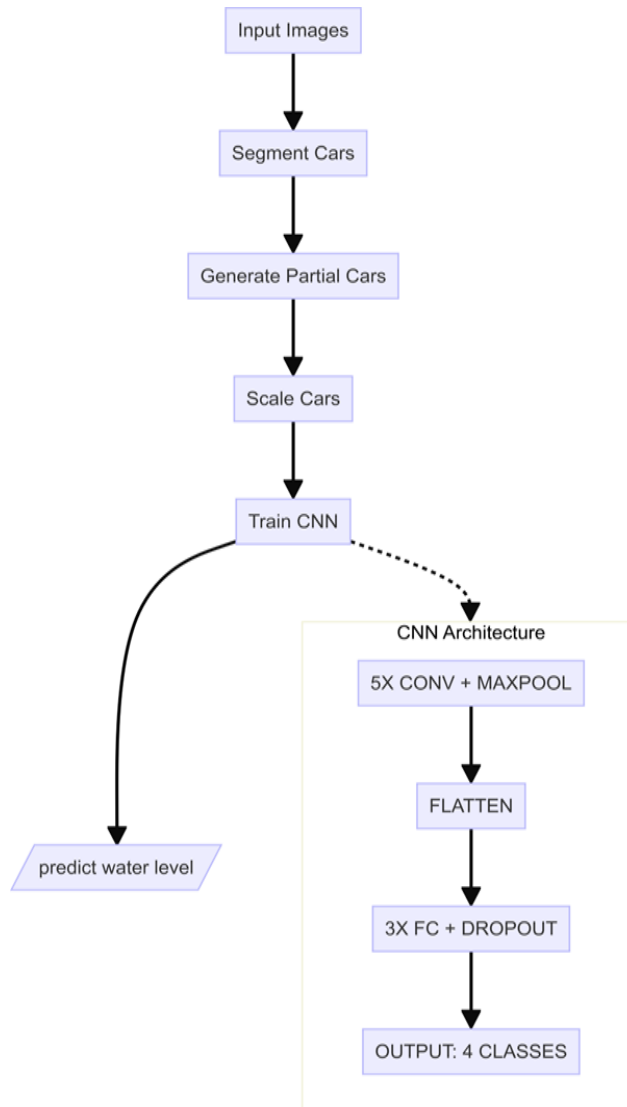 Input Images
Segment Cars
Generate Partial Cars
Scale Cars
Train CNN
CNN Architecture
5X CONV + MAXPOOL
FLATTEN
predict water level
3X FC + DROPOUT
OUTPUT: 4 CLASSES